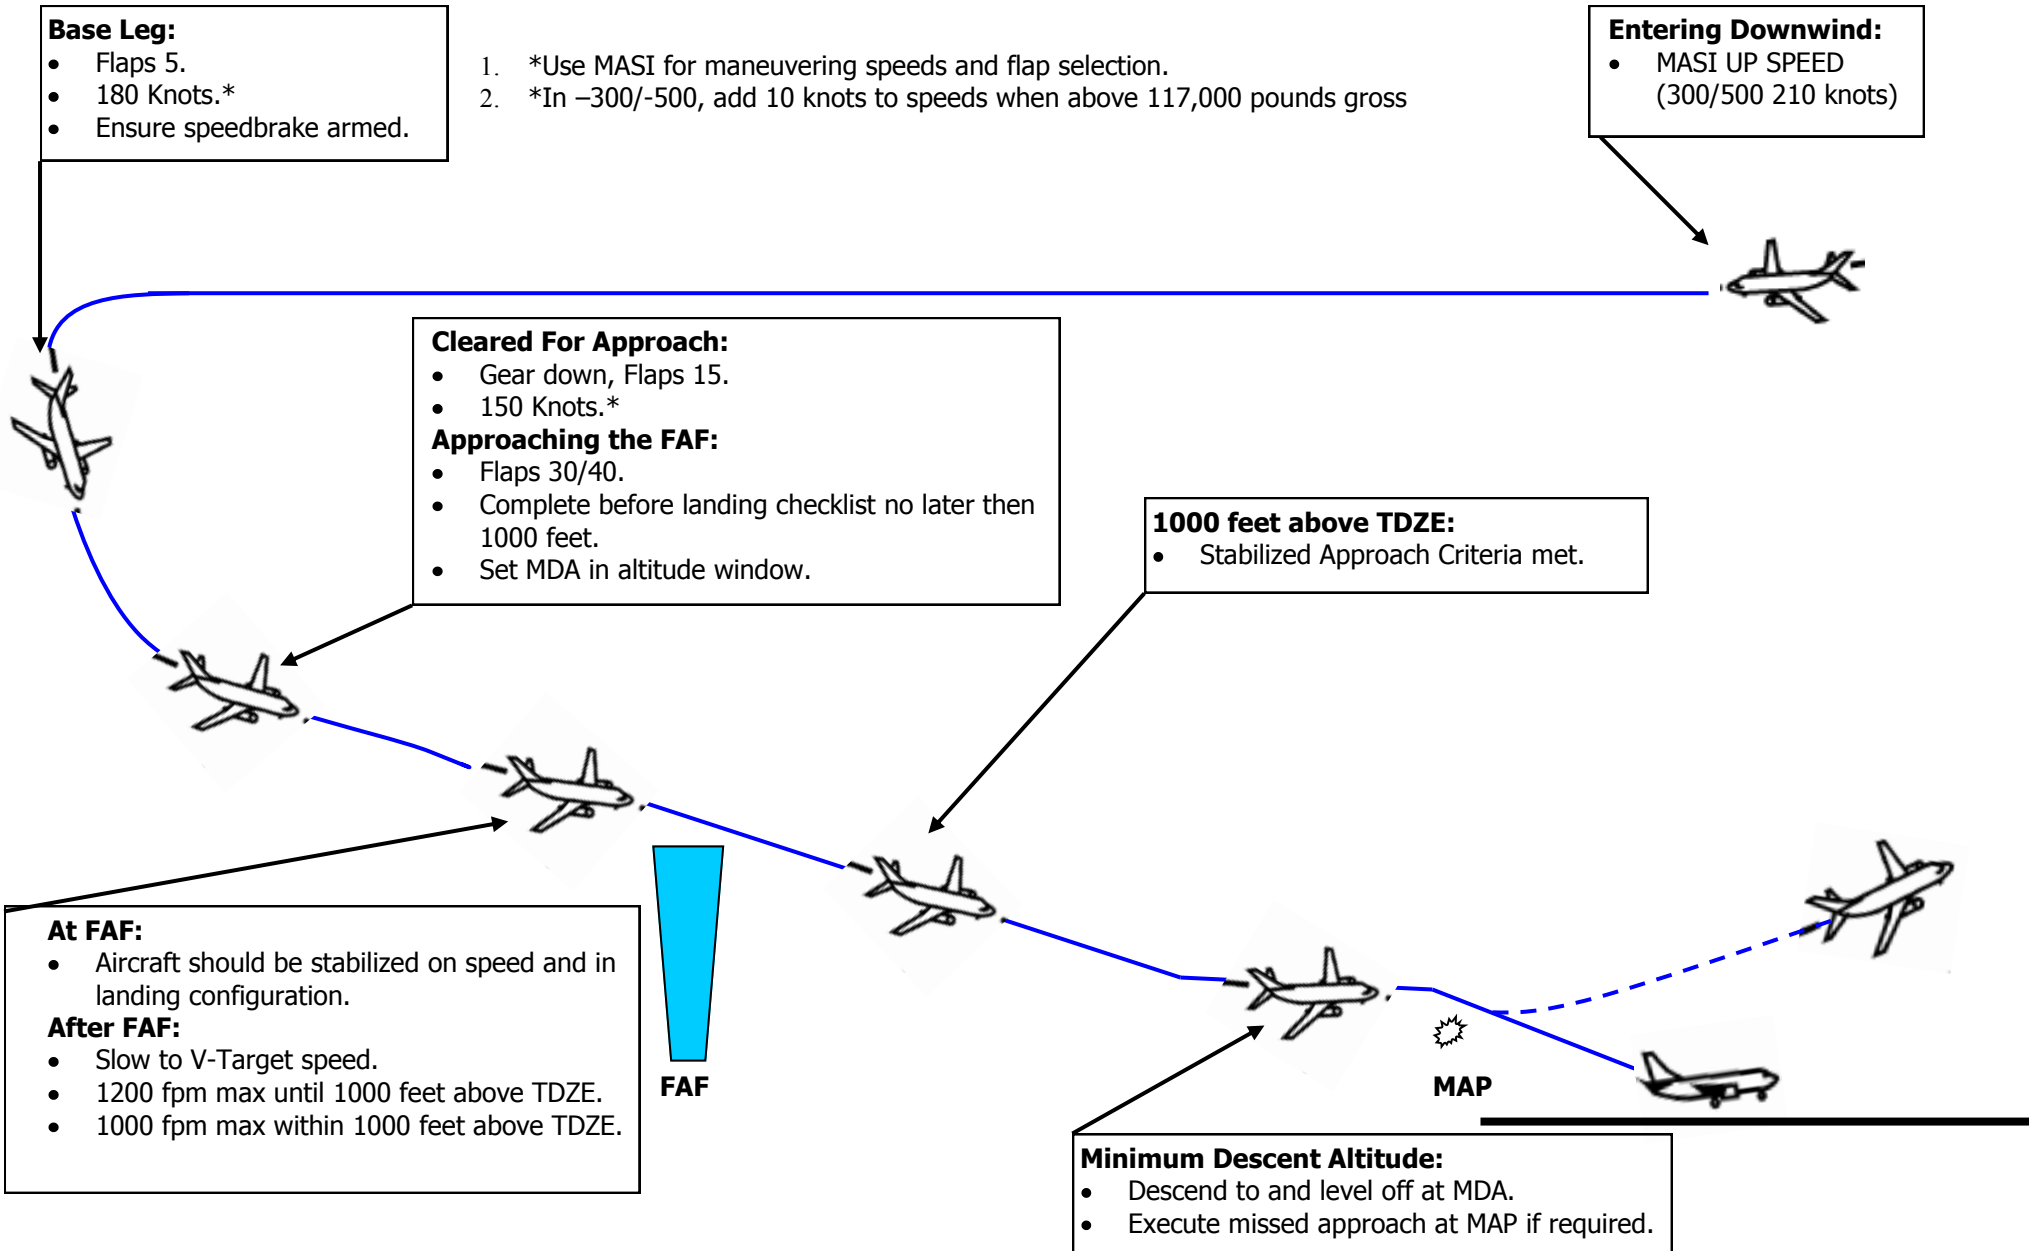 Base Leg:
• Flaps 5.
• 180 Knots.*
• Ensure speedbrake armed.
1. *Use MASI for maneuvering speeds and flap selection.
2. *In –300/-500, add 10 knots to speeds when above 117,000 pounds gross
Entering Downwind:
• MASI UP SPEED
(300/500 210 knots)
Cleared For Approach:
• Gear down, Flaps 15.
• 150 Knots.*
Approaching the FAF:
• Flaps 30/40.
• Complete before landing checklist no later then
1000 feet.
• Set MDA in altitude window.
1000 feet above TDZE:
• Stabilized Approach Criteria met.
At FAF:
• Aircraft should be stabilized on speed and in
landing configuration.
After FAF:
• Slow to V-Target speed.
• 1200 fpm max until 1000 feet above TDZE.
• 1000 fpm max within 1000 feet above TDZE.
FAF
MAP
Minimum Descent Altitude:
• Descend to and level off at MDA.
• Execute missed approach at MAP if required.